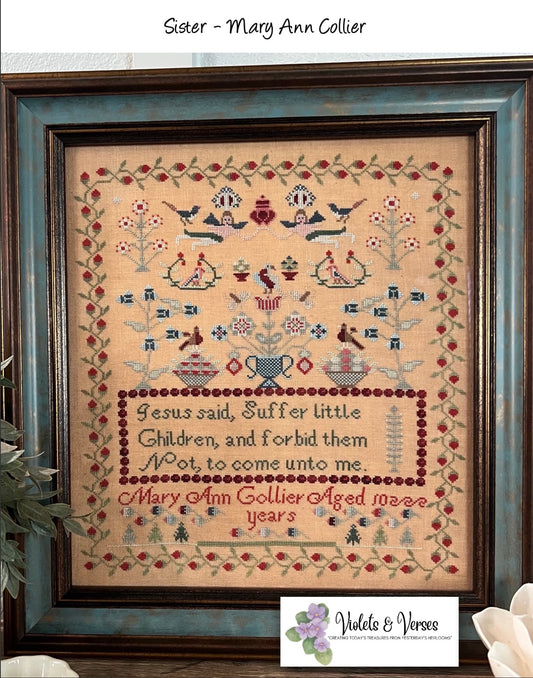 Sister - Mary Ann Collier
Jesus said, Suffer little
Children, and forbid them
Not, to come unto me.
Mary Ann Collier Aged 10
years
Violets & Verses
"CREATING TODAY'S TREASURES FROM YESTERDAY'S HEIRLOOMS"